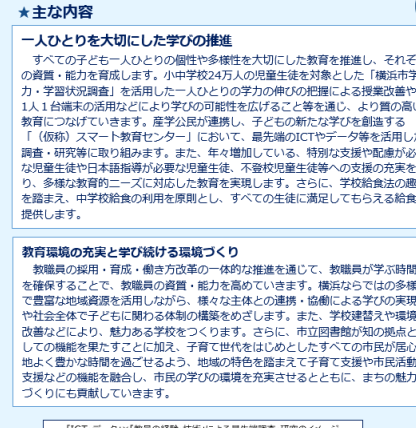 ★主な内容
一人ひとりを大切にした学びの推進
すべての子ども一人ひとりの個性や多様性を大切にした教育を推進し、それぞ
の資質・能力を育成します。小中学校24万人の児童生徒を対象とした「横浜市学
力・学習状況調査」を活用した一人ひとりの学力の伸びの把握による授業改善や
1人1台端末の活用などにより学びの可能性を広げること等を通じ、より質の高い
教育につなげていきます。産学公民が連携し、子どもの新たな学びを創造する
「（仮称）スマート教育センター」において、最先端のICTやデータ等を活用した
調査・研究等に取り組みます。また、年々増加している、特別な支援や配慮が必
な児童生徒や日本語指導が必要な児童生徒、不登校児童生徒等への支援の充実を
り、多様な教育的ニーズに対応した教育を実現します。さらに、学校給食法の趣
を踏まえ、中学校給食の利用を原則とし、すべての生徒に満足してもらえる給食
提供します。
教育環境の充実と学び続ける環境づくり
教職員の採用・育成・働き方改革の一体的な推進を通じて、教職員が学ぶ時間
を確保することで、教職員の資質・能力を高めていきます。横浜ならではの多様
で豊富な地域資源を活用しながら、様々な主体との連携・協働による学びの実現
や社会全体で子どもに関わる体制の構築をめざします。また、学校建替えや環境
改善などにより、魅力ある学校をつくります。さらに、市立図書館が知の拠点と
しての機能を果たすことに加え、子育て世代をはじめとしたすべての市民が居心
地よく豊かな時間を過ごせるよう、地域の特色を踏まえて子育て支援や市民活動
支援などの機能を融合し、市民の学びの環境を充実させるとともに、まちの魅力
づくりにも貢献していきます。